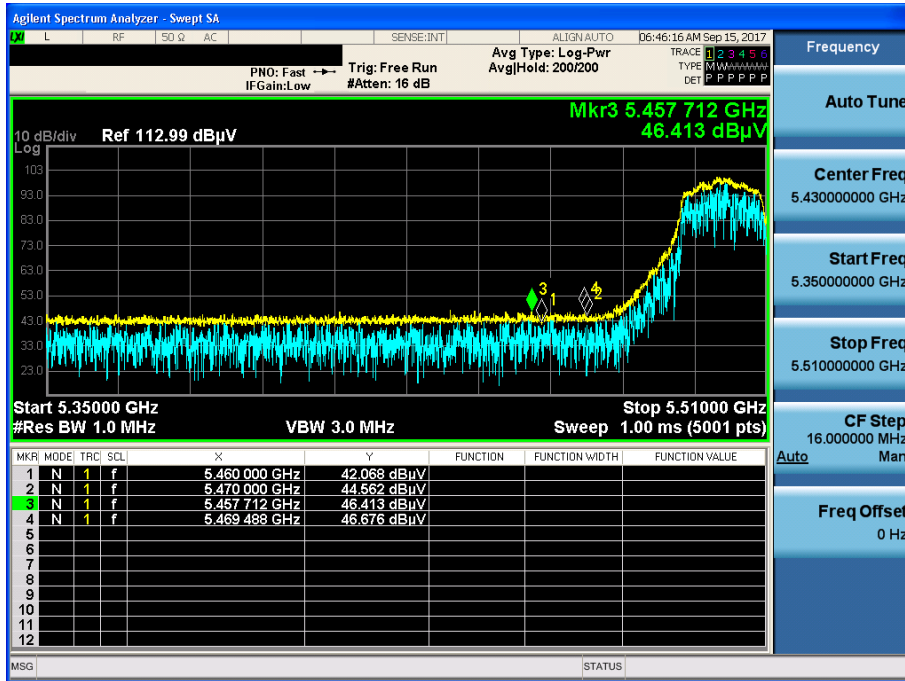 Agilent Spectrum Analyzer - Swept SA
LXI L RF 50 Ω AC SENSE:INT ALIGN AUTO 06:46:16 AM Sep 15, 2017
PNO: Fast Trig: Free Run Avg Type: Log-Pwr TRACE 1 2 3 4 5 6
IFGain:Low #Atten: 16 dB Avg|Hold: 200/200 TYPE M W W W W W
DET P P P P P P
Mkr3 5.457 712 GHz
46.413 dBµV
10 dB/div Ref 112.99 dBµV
Log
103
93.0
83.0
73.0
63.0
53.0
43.0
33.0
23.0
3 1 4 2
Start 5.35000 GHz Stop 5.51000 GHz
#Res BW 1.0 MHz VBW 3.0 MHz Sweep 1.00 ms (5001 pts)
MKR MODE TRC SCL X Y FUNCTION FUNCTION WIDTH FUNCTION VALUE
1 N 1 f 5.460 000 GHz 42.068 dBµV
2 N 1 f 5.470 000 GHz 44.562 dBµV
3 N 1 f 5.457 712 GHz 46.413 dBµV
4 N 1 f 5.469 488 GHz 46.676 dBµV
5
6
7
8
9
10
11
12
MSG STATUS
Frequency
Auto Tune
Center Freq
5.430000000 GHz
Start Freq
5.350000000 GHz
Stop Freq
5.510000000 GHz
CF Step
16.000000 MHz
Auto Man
Freq Offset
0 Hz